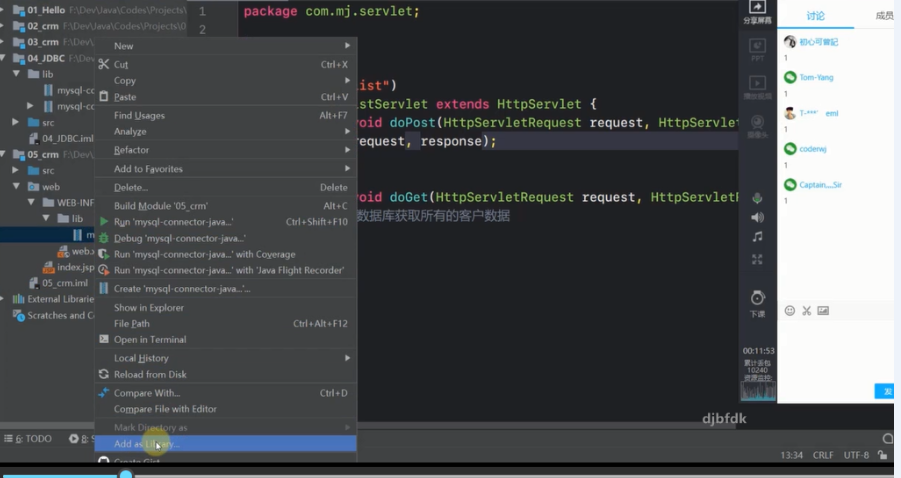 01_Hello F:\Dev\Java\Codes\Projects\
02_crm F:\Dev\Java\Codes\Projects\0
03_crm F:\Dev\
04_JDBC F:\Dev
lib
mysql-co
mysql-co
src
04_JDBC.iml
05_crm F:\Dev\
src
web
WEB-INF
lib
m
web.x
index.jsp
05_crm.iml
External Librarie
Scratches and C
New
Cut Ctrl+X
Copy
Paste Ctrl+V
Find Usages Alt+F7
Analyze
Refactor
Add to Favorites
Delete... Delete
Build Module '05_crm' Alt+C
Run 'mysql-connector-java...' Ctrl+Shift+F10
Debug 'mysql-connector-java...'
Run 'mysql-connector-java...' with Coverage
Run 'mysql-connector-java...' with 'Java Flight Recorder'
Create 'mysql-connector-java...'...
Show in Explorer
File Path Ctrl+Alt+F12
Open in Terminal
Local History
Reload from Disk
Compare With... Ctrl+D
Compare File with Editor
Mark Directory as
Add as Library...
Create Gist
1 package com.mj.servlet;
2
ist")
stServlet extends HttpServlet {
oid doPost(HttpServletRequest request, HttpServlet
equest, response);
oid doGet(HttpServletRequest request, HttpServletR
数据库获取所有的客户数据
分享屏幕
PPT
播放视频
摄像头
下课
00:11:53
累计丢包
10240
资源监控:
讨论 成员
初心可曾記
1
Tom-Yang
1
eml
1
coderwj
1
Captain,,,,Sir
1
发
djbfdk
6: TODO 8: S
13:34 CRLF UTF-8